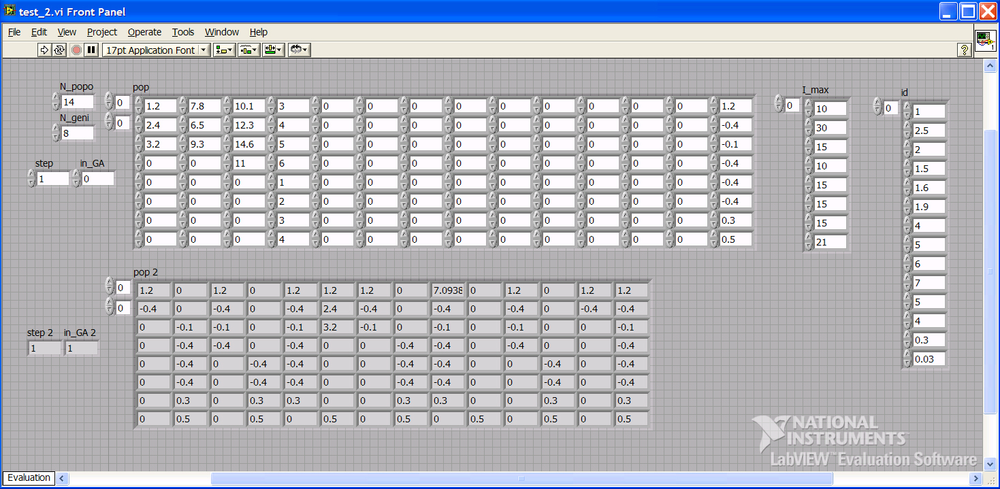 test_2.vi Front Panel
File Edit View Project Operate Tools Window Help
17pt Application Font ?
1
N_popo
14
N_geni
8
step in_GA
1 0
pop
0
0
1.2 7.8 10.1 3 0 0 0 0 0 0 0 0 0 1.2
2.4 6.5 12.3 4 0 0 0 0 0 0 0 0 0 -0.4
3.2 9.3 14.6 5 0 0 0 0 0 0 0 0 0 -0.1
0 0 11 6 0 0 0 0 0 0 0 0 0 -0.4
0 0 0 1 0 0 0 0 0 0 0 0 0 -0.4
0 0 0 2 0 0 0 0 0 0 0 0 0 -0.4
0 0 0 3 0 0 0 0 0 0 0 0 0 0.3
0 0 0 4 0 0 0 0 0 0 0 0 0 0.5
I_max
0
10
30
15
10
15
15
15
21
id
0
1
2.5
2
1.5
1.6
1.9
4
5
6
7
5
4
0.3
0.03
pop 2
0
0
1.2 0 1.2 0 1.2 1.2 1.2 0 7.0938 0 1.2 0 1.2 1.2
-0.4 0 -0.4 0 -0.4 2.4 -0.4 0 -0.4 0 -0.4 0 -0.4 -0.4
0 -0.1 -0.1 0 -0.1 3.2 0 -0.1 -0.1 0 -0.1 0 0 -0.1
0 -0.4 -0.4 0 -0.4 0 0 -0.4 -0.4 0 -0.4 0 0 -0.4
0 -0.4 0 -0.4 -0.4 0 0 -0.4 -0.4 0 0 -0.4 0 -0.4
0 -0.4 0 -0.4 -0.4 0 0 -0.4 -0.4 0 0 -0.4 0 -0.4
0 0.3 0 0.3 0.3 0 0 0.3 0.3 0 0 0.3 0 0.3
0 0.5 0 0.5 0 0.5 0 0.5 0 0.5 0 0.5 0 0.5
step 2 in_GA 2
1 1
NATIONAL
INSTRUMENTS
LabVIEW™ Evaluation Software
Evaluation